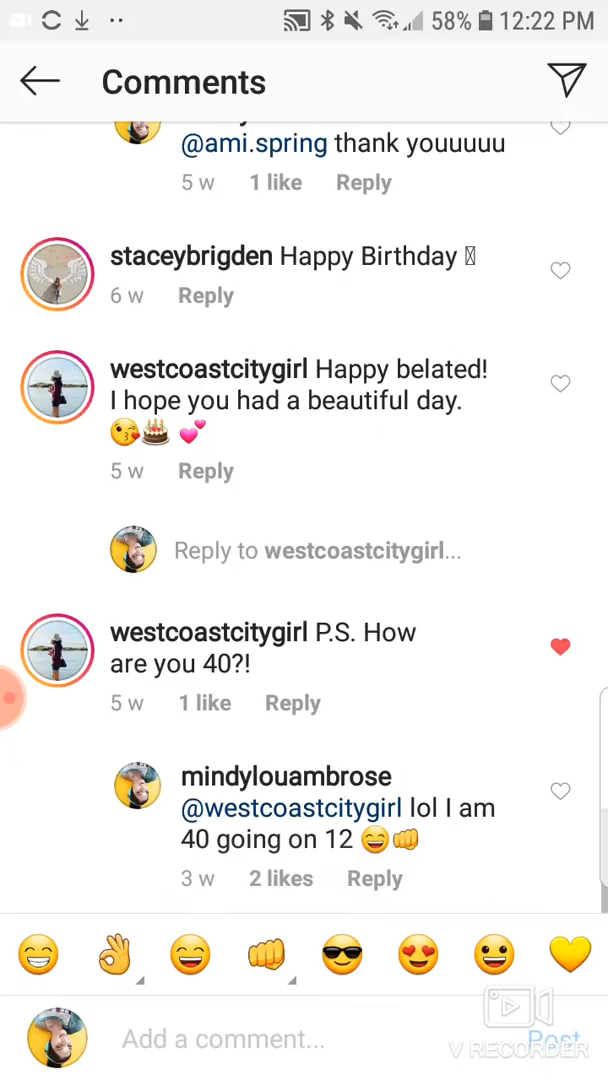 58% 12:22 PM
Comments
@ami.spring thank youuuuu
5 w 1 like Reply
staceybrigden Happy Birthday
6 w Reply
westcoastcitygirl Happy belated!
I hope you had a beautiful day.
😘🎂 💕
5 w Reply
Reply to westcoastcitygirl...
westcoastcitygirl P.S. How
are you 40?!
5 w 1 like Reply
mindylouambrose
@westcoastcitygirl lol I am
40 going on 12 😄👊
3 w 2 likes Reply
Add a comment... Post
V RECORDER